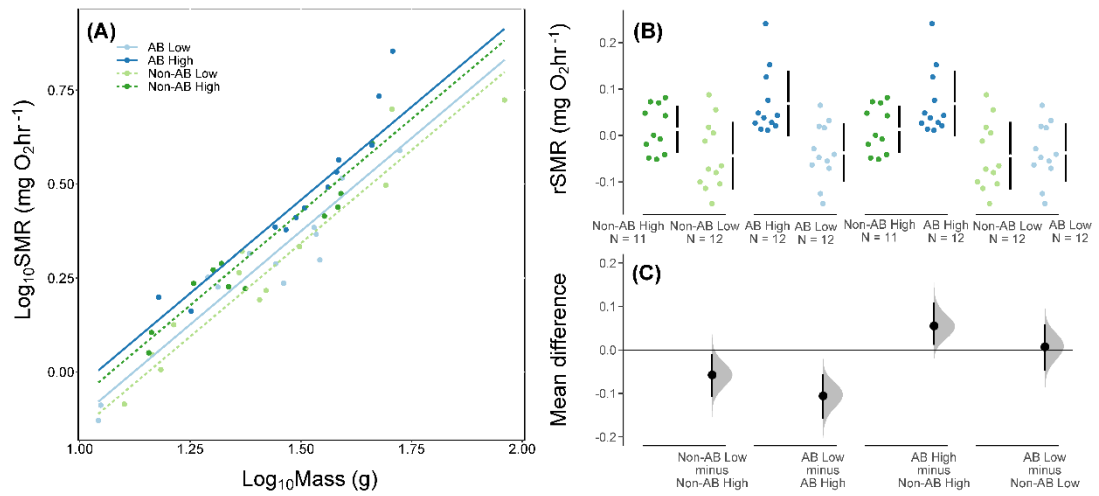 (A)
AB Low
AB High
Non-AB Low
Non-AB High
Log10SMR (mg O2hr-1)
0.75
0.50
0.25
0.00
1.00 1.25 1.50 1.75 2.00
Log10Mass (g)
(B)
rSMR (mg O2hr-1)
0.2
0.1
0.0
-0.1
Non-AB High Non-AB Low AB High AB Low Non-AB High AB High Non-AB Low AB Low
N = 11 N = 12 N = 12 N = 12 N = 11 N = 12 N = 12 N = 12
(C)
Mean difference
0.2
0.1
0.0
-0.1
-0.2
Non-AB Low AB Low AB High AB Low
minus minus minus minus
Non-AB High AB High Non-AB High Non-AB Low